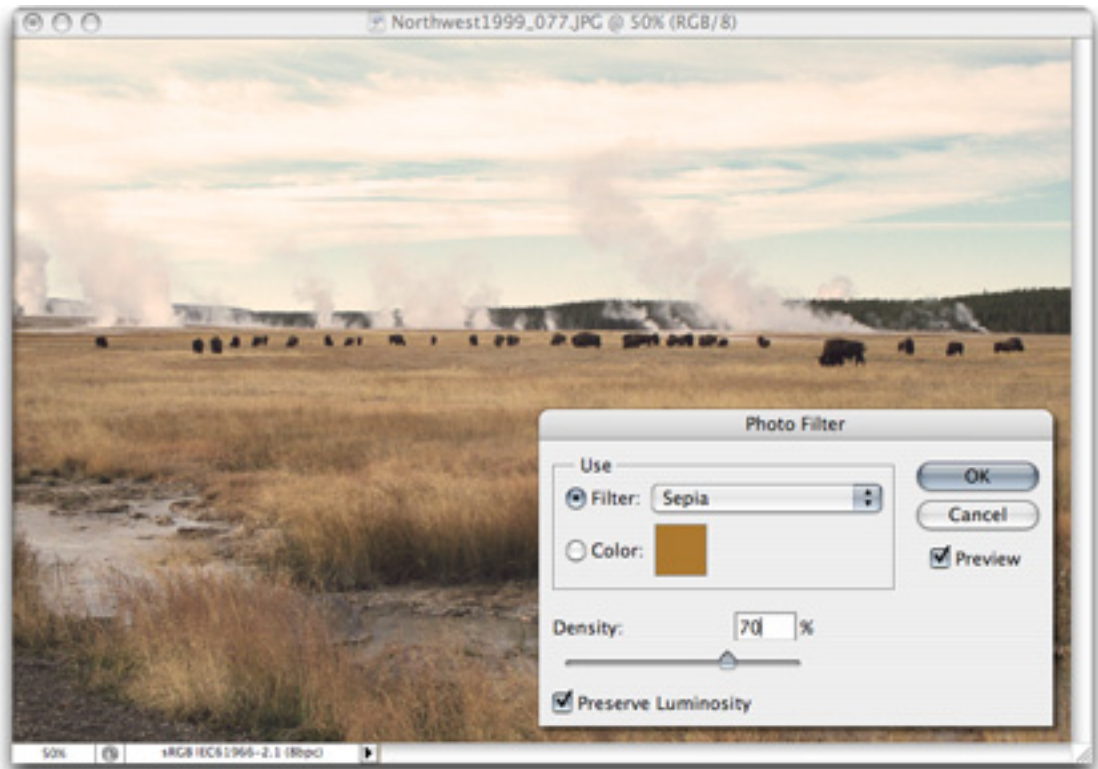 Northwest1999_077.JPG @ 50% (RGB/8)
Photo Filter
Use
Filter: Sepia
OK
Cancel
Color:
Preview
Density: 70 %
Preserve Luminosity
50% sRGB IEC61966-2.1 (8bpc)